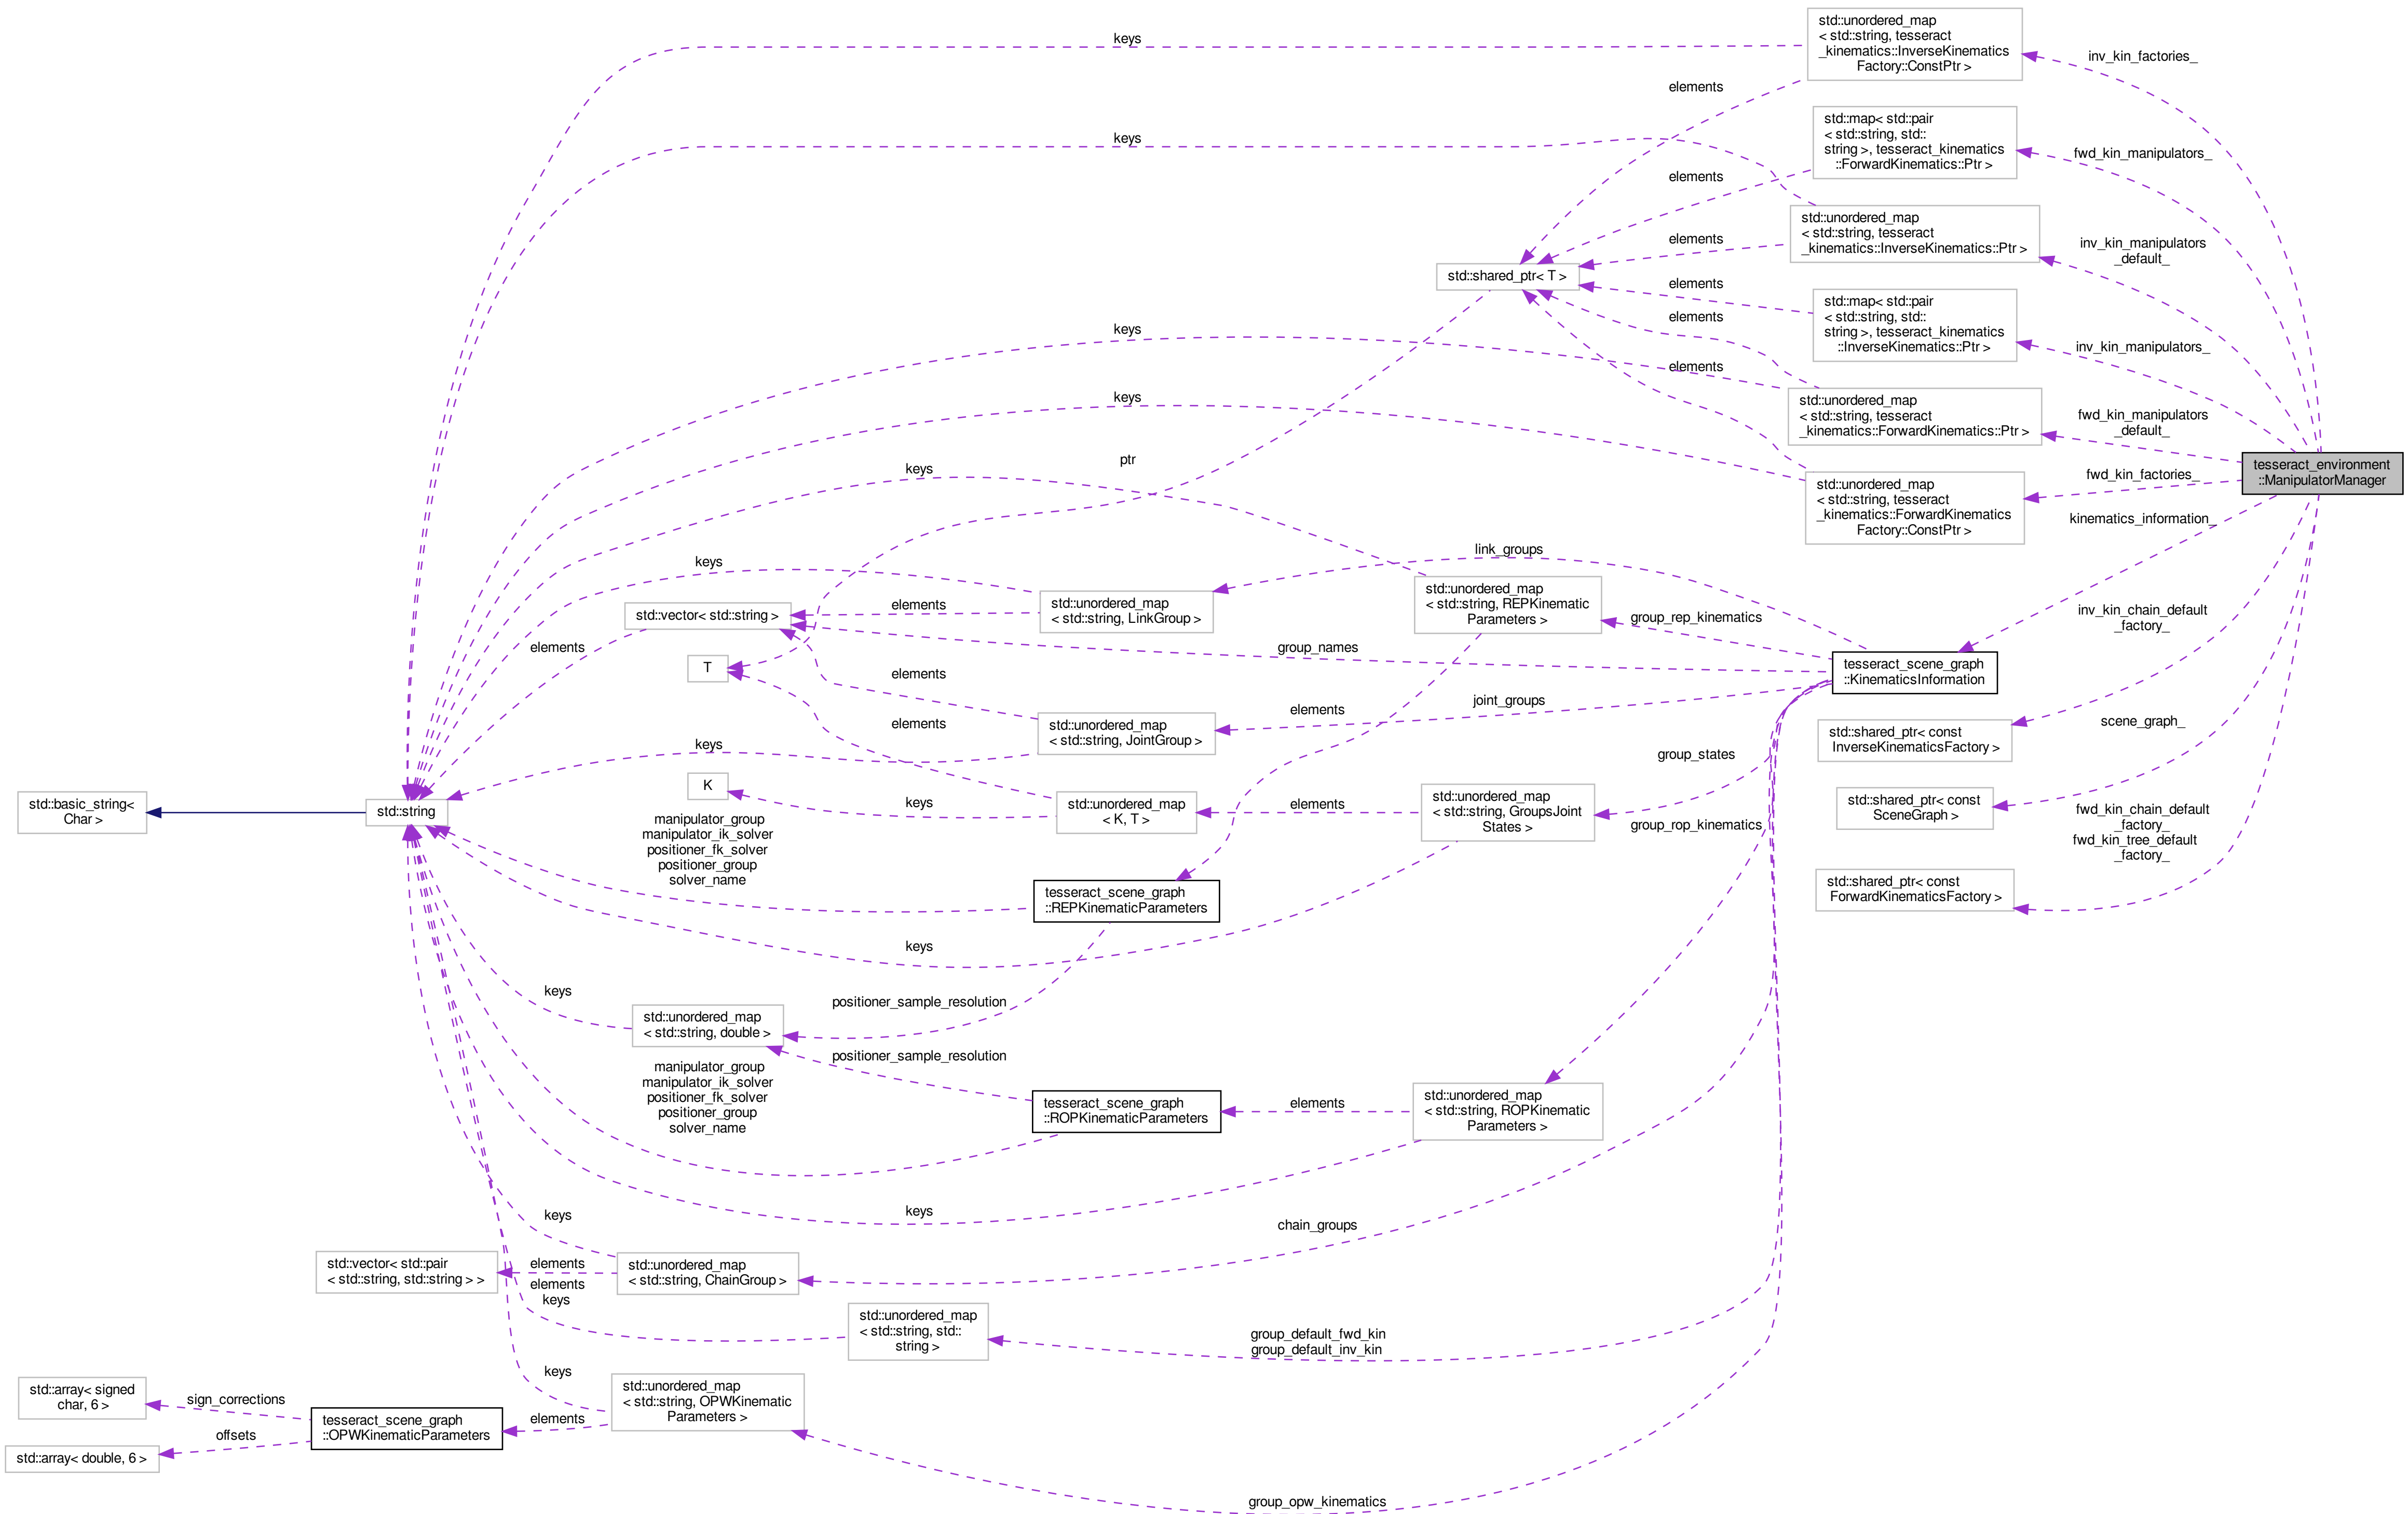 std::unordered_map
< std::string, tesseract
_kinematics::InverseKinematics
Factory::ConstPtr >
keys
inv_kin_factories_
elements
std::map< std::pair
< std::string, std::
string >, tesseract_kinematics
::ForwardKinematics::Ptr >
keys
fwd_kin_manipulators_
elements
std::unordered_map
< std::string, tesseract
_kinematics::InverseKinematics::Ptr >
elements
inv_kin_manipulators
_default_
std::shared_ptr< T >
elements
std::map< std::pair
< std::string, std::
string >, tesseract_kinematics
::InverseKinematics::Ptr >
elements
keys
inv_kin_manipulators_
elements
std::unordered_map
< std::string, tesseract
_kinematics::ForwardKinematics::Ptr >
keys
fwd_kin_manipulators
_default_
ptr
keys
tesseract_environment
::ManipulatorManager
fwd_kin_factories_
std::unordered_map
< std::string, tesseract
_kinematics::ForwardKinematics
Factory::ConstPtr >
kinematics_information_
link_groups
keys
std::unordered_map
< std::string, LinkGroup >
std::unordered_map
< std::string, REPKinematic
Parameters >
elements
std::vector< std::string >
group_rep_kinematics
inv_kin_chain_default
_factory_
elements
group_names
T
tesseract_scene_graph
::KinematicsInformation
elements
joint_groups
elements
std::unordered_map
< std::string, JointGroup >
elements
scene_graph_
std::shared_ptr< const
InverseKinematicsFactory >
keys
group_states
K
keys
std::unordered_map
< K, T >
elements
std::unordered_map
< std::string, GroupsJoint
States >
std::shared_ptr< const
SceneGraph >
std::basic_string<
Char >
std::string
manipulator_group
manipulator_ik_solver
positioner_fk_solver
positioner_group
solver_name
group_rop_kinematics
fwd_kin_chain_default
_factory_
fwd_kin_tree_default
_factory_
tesseract_scene_graph
::REPKinematicParameters
std::shared_ptr< const
ForwardKinematicsFactory >
keys
keys
positioner_sample_resolution
std::unordered_map
< std::string, double >
positioner_sample_resolution
manipulator_group
manipulator_ik_solver
positioner_fk_solver
positioner_group
solver_name
tesseract_scene_graph
::ROPKinematicParameters
elements
std::unordered_map
< std::string, ROPKinematic
Parameters >
keys
keys
chain_groups
std::vector< std::pair
< std::string, std::string > >
elements
std::unordered_map
< std::string, ChainGroup >
elements
keys
std::unordered_map
< std::string, std::
string >
group_default_fwd_kin
group_default_inv_kin
keys
std::array< signed
char, 6 >
sign_corrections
std::unordered_map
< std::string, OPWKinematic
Parameters >
elements
tesseract_scene_graph
::OPWKinematicParameters
offsets
std::array< double, 6 >
group_opw_kinematics